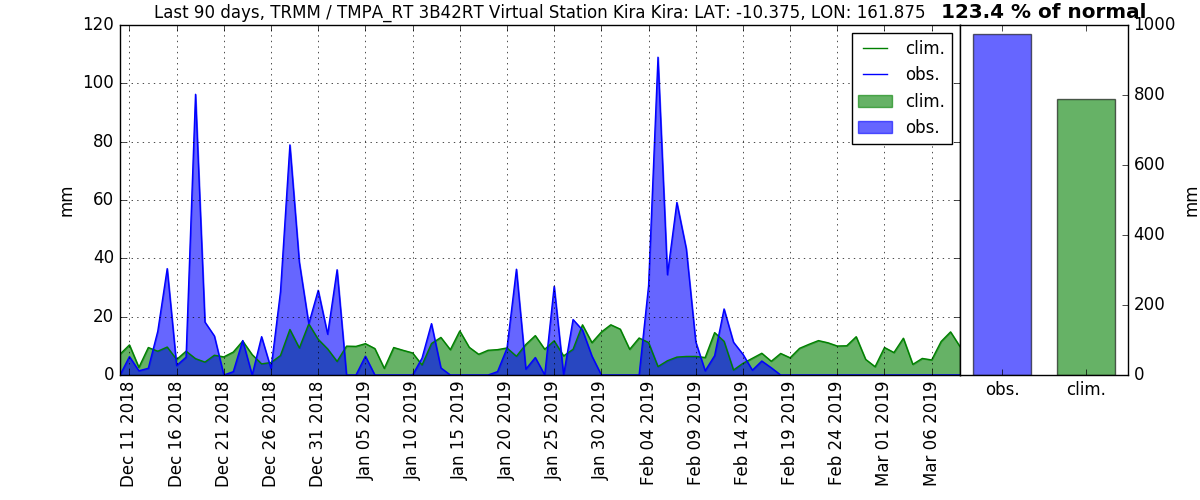 Last 90 days, TRMM / TMPA_RT 3B42RT Virtual Station Kira Kira: LAT: -10.375, LON: 161.875
123.4 % of normal
120
100
80
60
40
20
0
mm
clim.
obs.
clim.
obs.
Dec 11 2018
Dec 16 2018
Dec 21 2018
Dec 26 2018
Dec 31 2018
Jan 05 2019
Jan 10 2019
Jan 15 2019
Jan 20 2019
Jan 25 2019
Jan 30 2019
Feb 04 2019
Feb 09 2019
Feb 14 2019
Feb 19 2019
Feb 24 2019
Mar 01 2019
Mar 06 2019
1000
800
600
400
200
0
mm
obs.
clim.